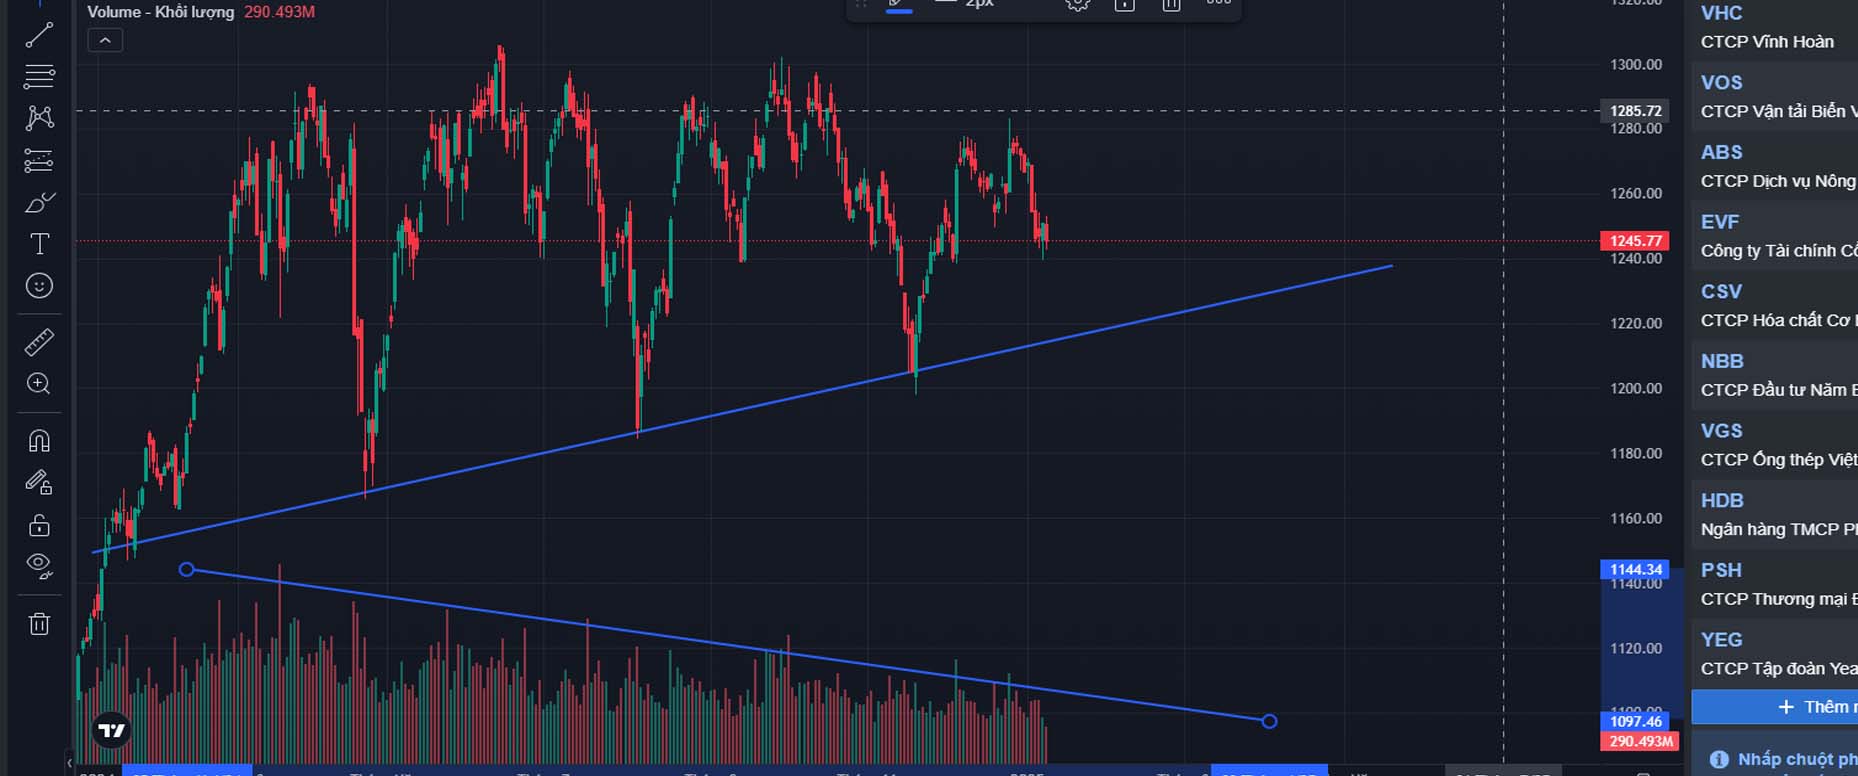 Volume - Khối lượng 290.493M
2px
1300.00
1285.72
1280.00
1260.00
1245.77
1240.00
1220.00
1200.00
1180.00
1160.00
1144.34
1140.00
1120.00
1097.46
290.493M
2025
VHC
CTCP Vĩnh Hoàn
VOS
CTCP Vận tải Biển V
ABS
CTCP Dịch vụ Nông
EVF
Công ty Tài chính Cổ
CSV
CTCP Hóa chất Cơ
NBB
CTCP Đầu tư Năm B
VGS
CTCP Ống thép Việt
HDB
Ngân hàng TMCP Ph
PSH
CTCP Thương mại
YEG
CTCP Tập đoàn Yea
+ Thêm
Nhấp chuột ph